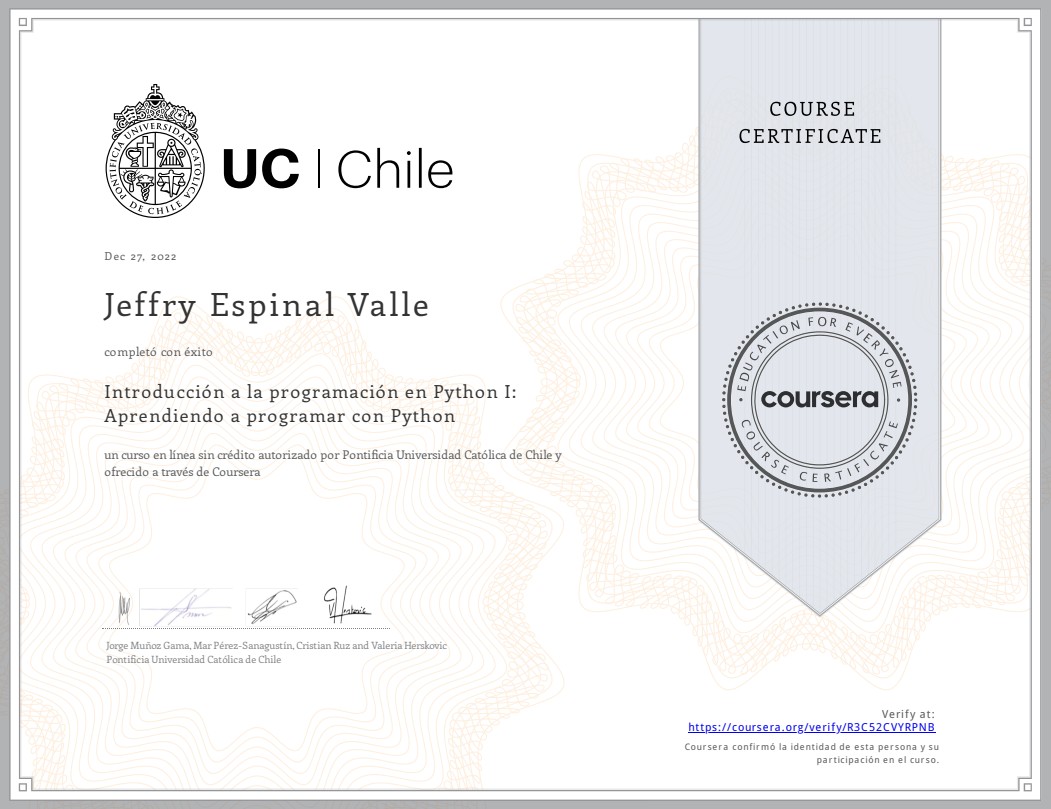 COURSE
CERTIFICATE
PONTIFICIA UNIVERSIDAD CATÓLICA
DE CHILE
UC | Chile
Dec 27, 2022
Jeffry Espinal Valle
completó con éxito
Introducción a la programación en Python I:
Aprendiendo a programar con Python
un curso en línea sin crédito autorizado por Pontificia Universidad Católica de Chile y
ofrecido a través de Coursera
EDUCATION FOR EVERYONE
coursera
COURSE CERTIFICATE
Jorge Muñoz Gama, Mar Pérez-Sanagustín, Cristian Ruz and Valeria Herskovic
Pontificia Universidad Católica de Chile
Verify at:
https://coursera.org/verify/R3C52CVYRPNB
Coursera confirmó la identidad de esta persona y su
participación en el curso.